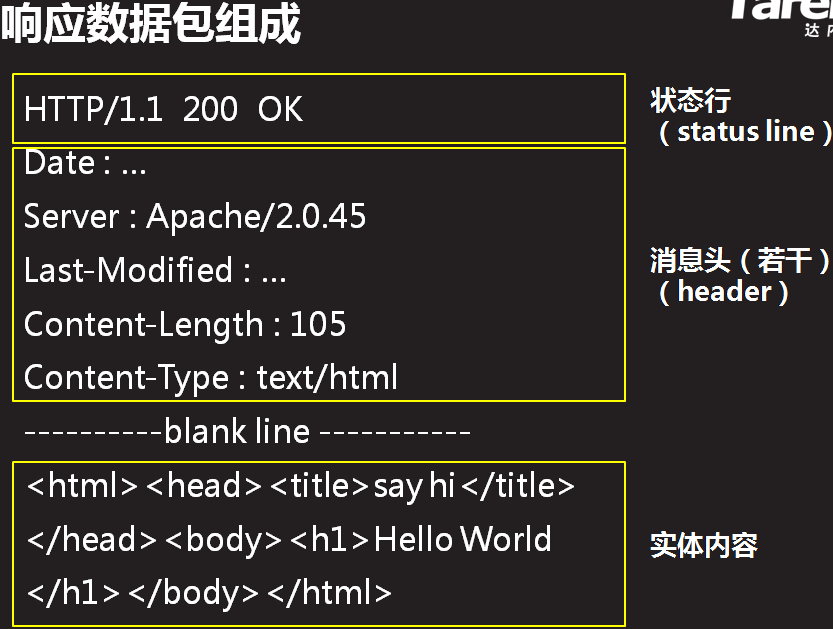 响应数据包组成
达
HTTP/1.1 200 OK
状态行
（status line）
Date : ...
Server : Apache/2.0.45
Last-Modified : ...
Content-Length : 105
Content-Type : text/html
消息头（若干）
（header）
----------blank line -----------
<html><head><title>say hi</title>
</head><body><h1>Hello World
</h1></body></html>
实体内容